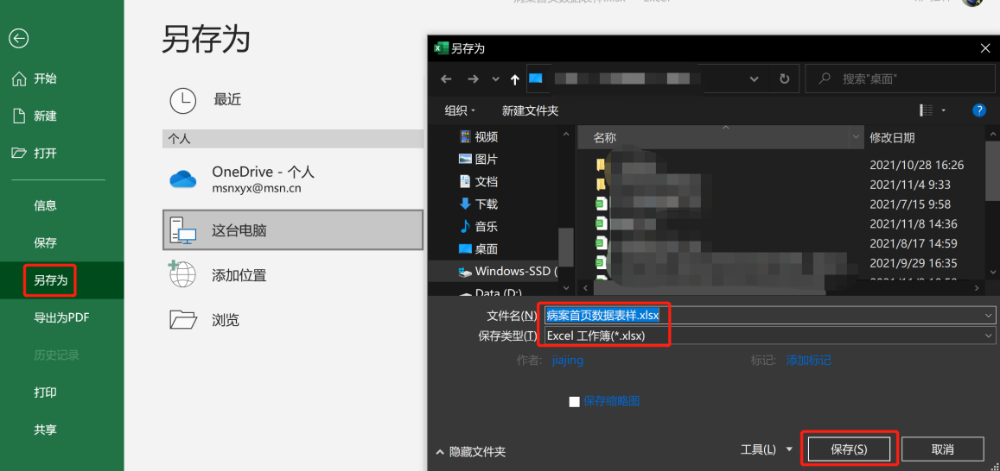 另存为
开始
新建
打开
信息
保存
另存为
导出为PDF
历史记录
打印
共享
最近
个人
OneDrive - 个人
msnxyx@msn.cn
这台电脑
添加位置
浏览
另存为
搜索"桌面"
组织
新建文件夹
?
视频
图片
文档
下载
音乐
桌面
Windows-SSD (
Data (D:)
名称
修改日期
2021/10/28 16:26
2021/11/4 9:33
2021/7/15 9:58
2021/11/8 14:36
2021/8/17 14:59
2021/9/29 16:35
文件名(N)
病案首页数据表样.xlsx
保存类型(T)
Excel 工作簿(*.xlsx)
作者: jiajing
标记: 添加标记
保存缩略图
隐藏文件夹
工具(L)
保存(S)
取消